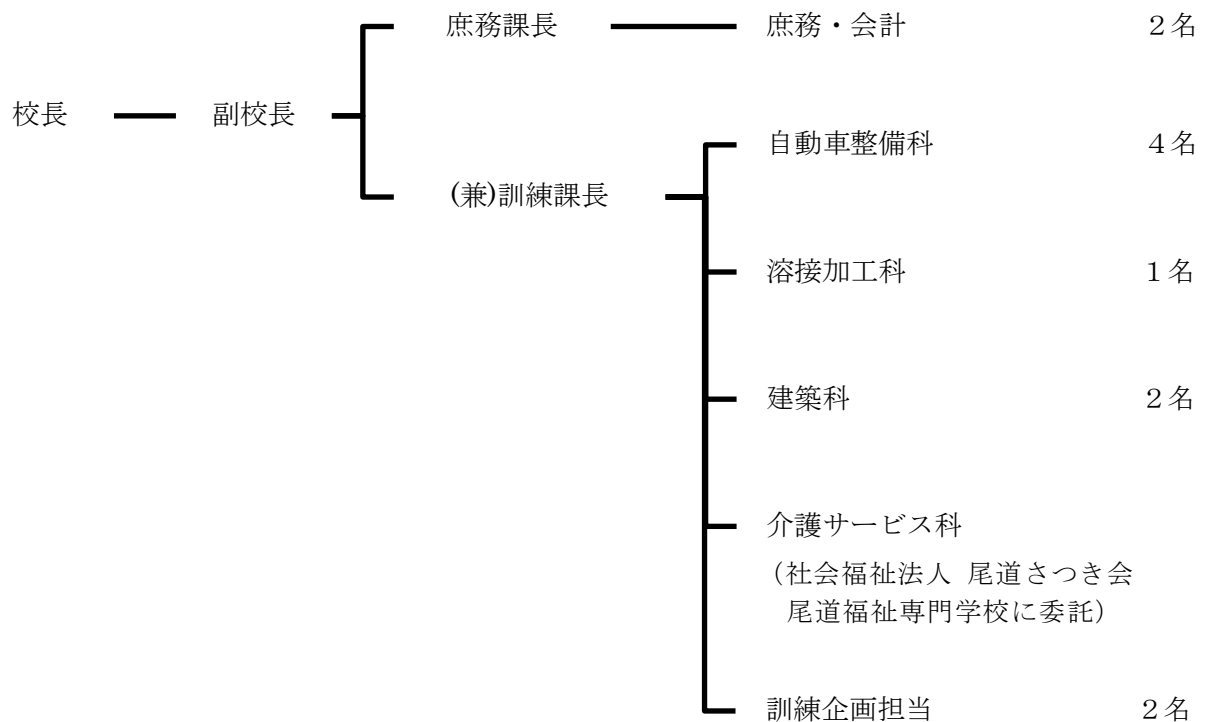 庶務課長 庶務・会計 2名
校長 副校長
自動車整備科 4名
(兼)訓練課長
溶接加工科 1名
建築科 2名
介護サービス科
(社会福祉法人 尾道さつき会
尾道福祉専門学校に委託)
訓練企画担当 2名